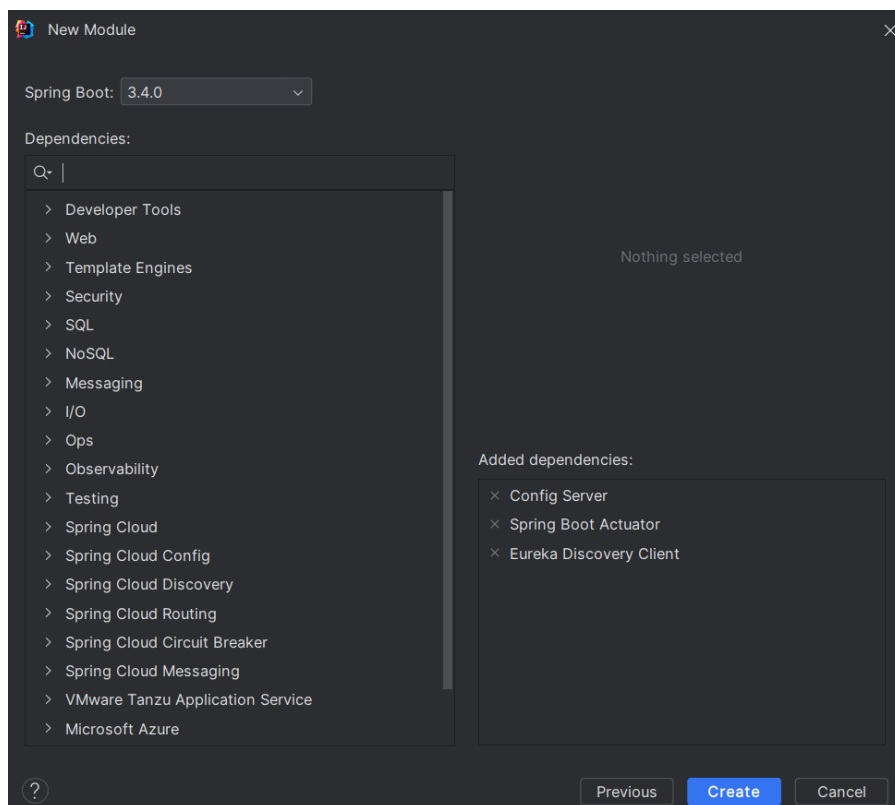 New Module
Spring Boot: 3.4.0
Dependencies:
Developer Tools
Web
Template Engines
Security
SQL
NoSQL
Messaging
I/O
Ops
Observability
Testing
Spring Cloud
Spring Cloud Config
Spring Cloud Discovery
Spring Cloud Routing
Spring Cloud Circuit Breaker
Spring Cloud Messaging
VMware Tanzu Application Service
Microsoft Azure
Nothing selected
Added dependencies:
Config Server
Spring Boot Actuator
Eureka Discovery Client
? Previous Create Cancel